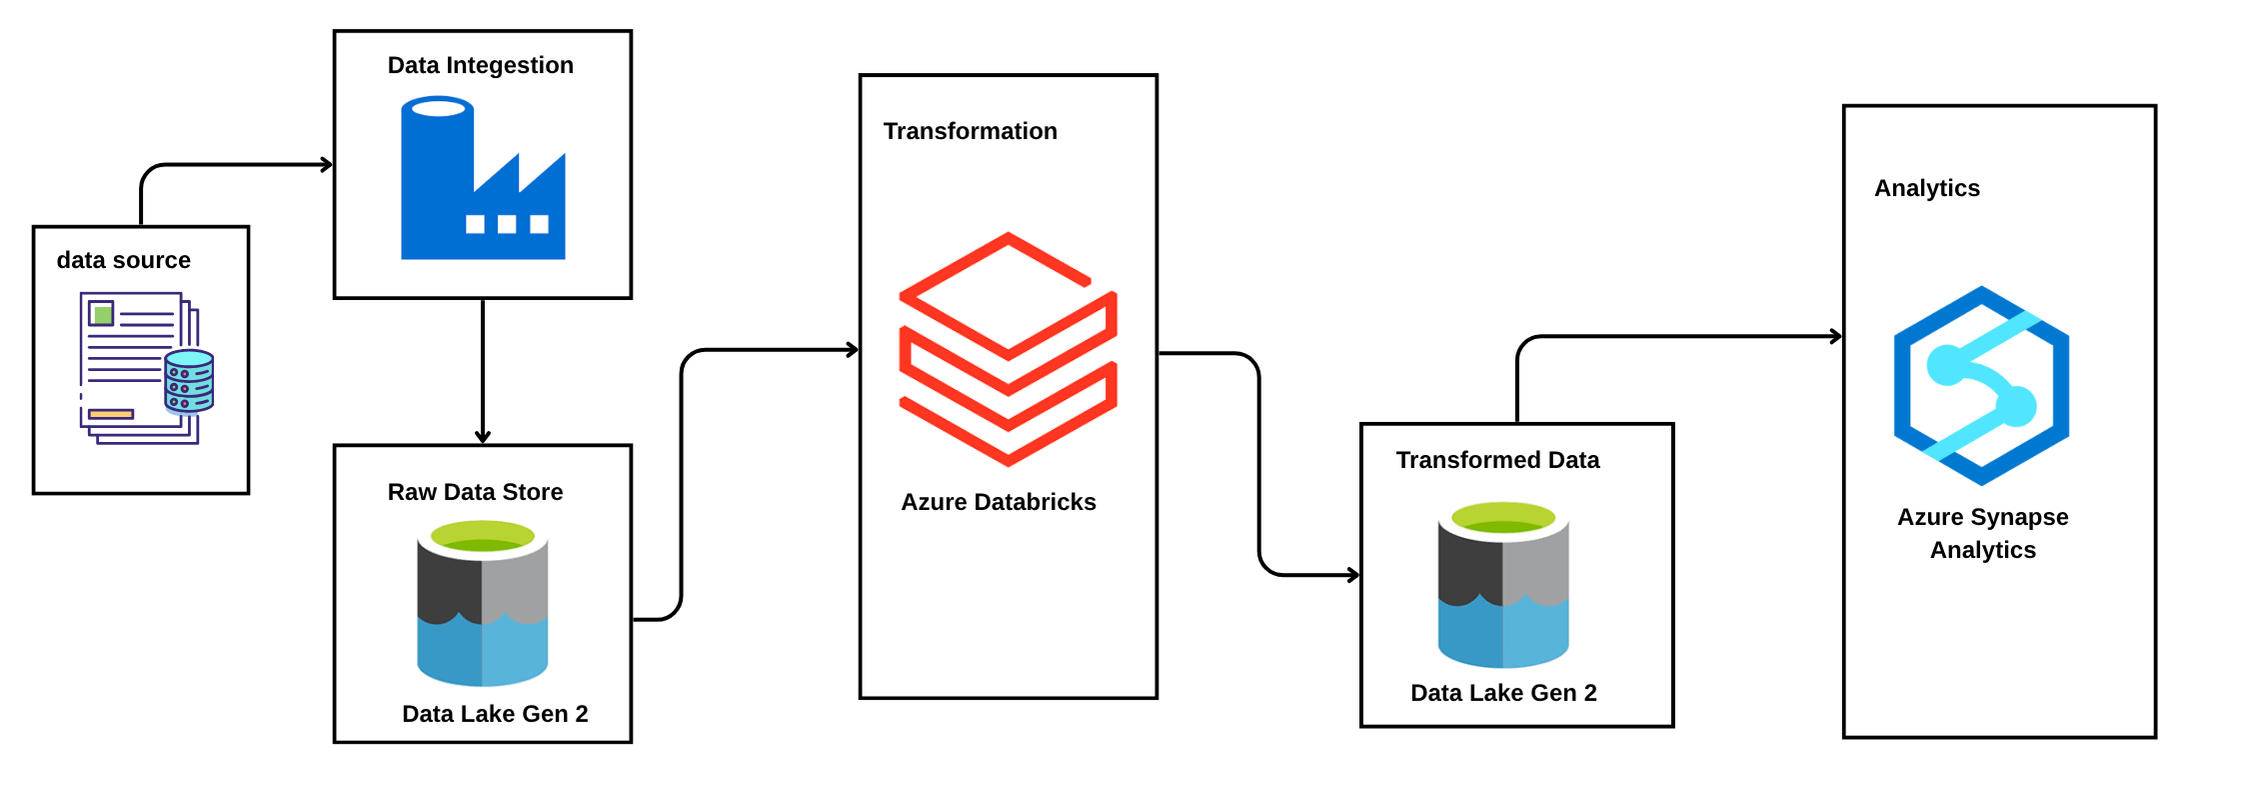 data source
Data Integestion
Raw Data Store
Data Lake Gen 2
Transformation
Azure Databricks
Transformed Data
Data Lake Gen 2
Analytics
Azure Synapse
Analytics